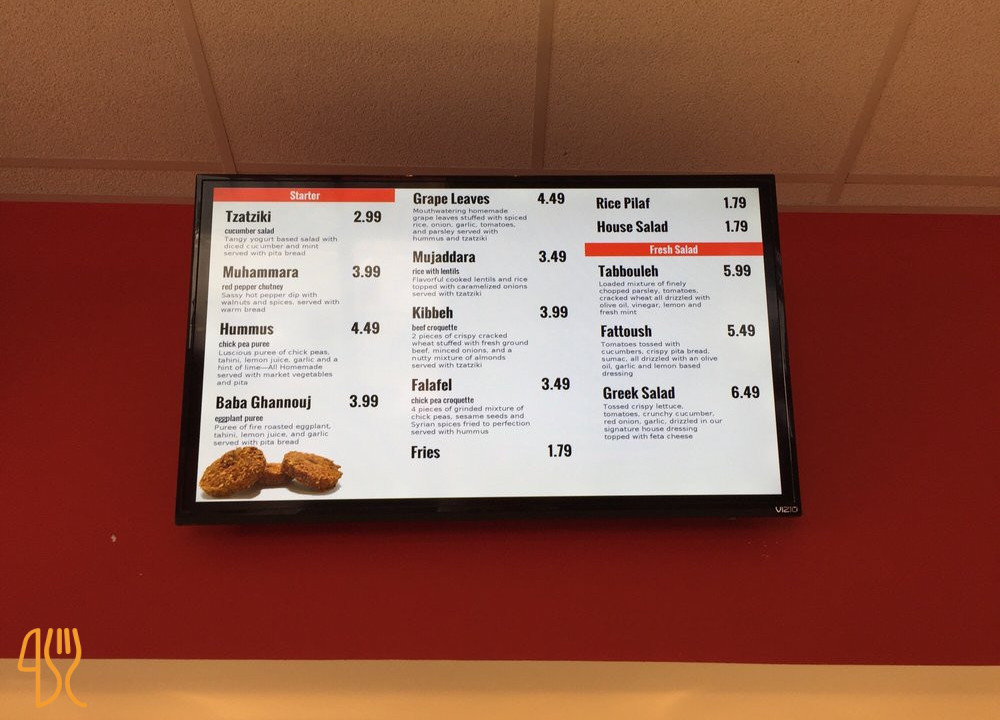 Starter
Tzatziki 2.99
cucumber salad
Tangy yogurt based salad with
diced cucumber and mint
served with pita bread
Muhammara 3.99
red pepper chutney
Sassy hot pepper dip with
walnuts and spices, served with
warm bread
Hummus 4.49
chick pea puree
Luscious puree of chick peas,
tahini, lemon juice, garlic and a
hint of lime—All Homemade
served with market vegetables
and pita
Baba Ghannouj 3.99
eggplant puree
Puree of fire roasted eggplant,
tahini, lemon juice, and garlic
served with pita bread
Grape Leaves 4.49
Mouthwatering homemade
grape leaves stuffed with spiced
rice, onion, garlic, tomatoes,
and parsley served with
hummus and tzatziki
Mujaddara 3.49
rice with lentils
Flavorful cooked lentils and rice
topped with caramelized onions
served with tzatziki
Kibbeh 3.99
beef croquette
2 pieces of crispy cracked
wheat stuffed with fresh ground
beef, minced onions, and a
nutty mixture of almonds
served with tzatziki
Falafel 3.49
chick pea croquette
4 pieces of grinded mixture of
chick peas, sesame seeds and
Syrian spices fried to perfection
served with hummus
Fries 1.79
Rice Pilaf 1.79
House Salad 1.79
Fresh Salad
Tabbouleh 5.99
Loaded mixture of finely
chopped parsley, tomatoes,
cracked wheat all drizzled with
olive oil, vinegar, lemon and
fresh mint
Fattoush 5.49
Tomatoes tossed with
cucumbers, crispy pita bread,
sumac, all drizzled with an olive
oil, garlic and lemon based
dressing
Greek Salad 6.49
Tossed crispy lettuce,
tomatoes, crunchy cucumber,
red onion, garlic, drizzled in our
signature house dressing
topped with feta cheese
VIZIO